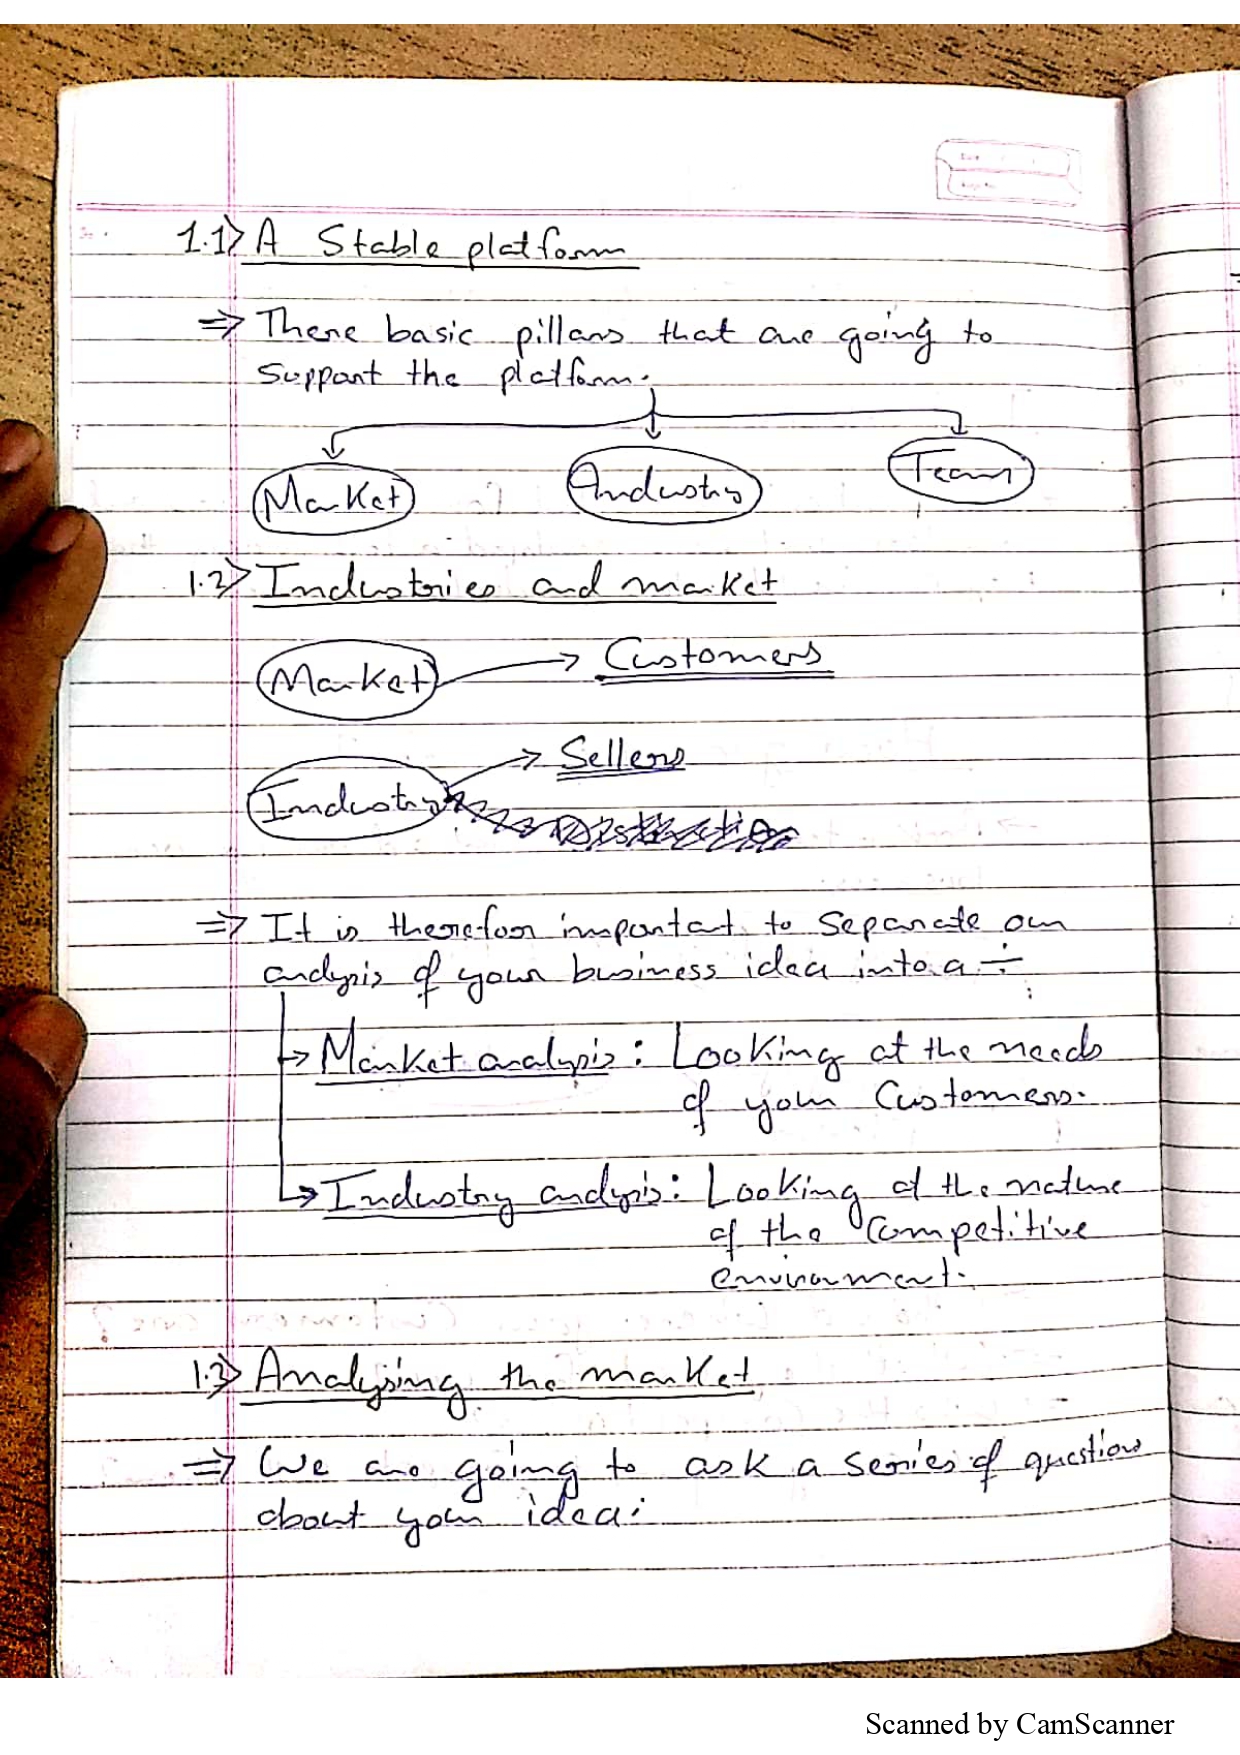 1.1> A Stable platform
=> There basic pillars that are going to
support the platform.
Market Industry Team
1.2> Industries and market
Market → Customers
Industry → Sellers
=> It is therefor important to separate our
analysis of your business idea into a ÷
→ Market analysis: Looking at the needs
of your Customers.
→ Industry analysis: Looking at the nature
of the competitive
environment.
1.3> Analysing the market
=> We are going to ask a series of question
about your idea:
Scanned by CamScanner